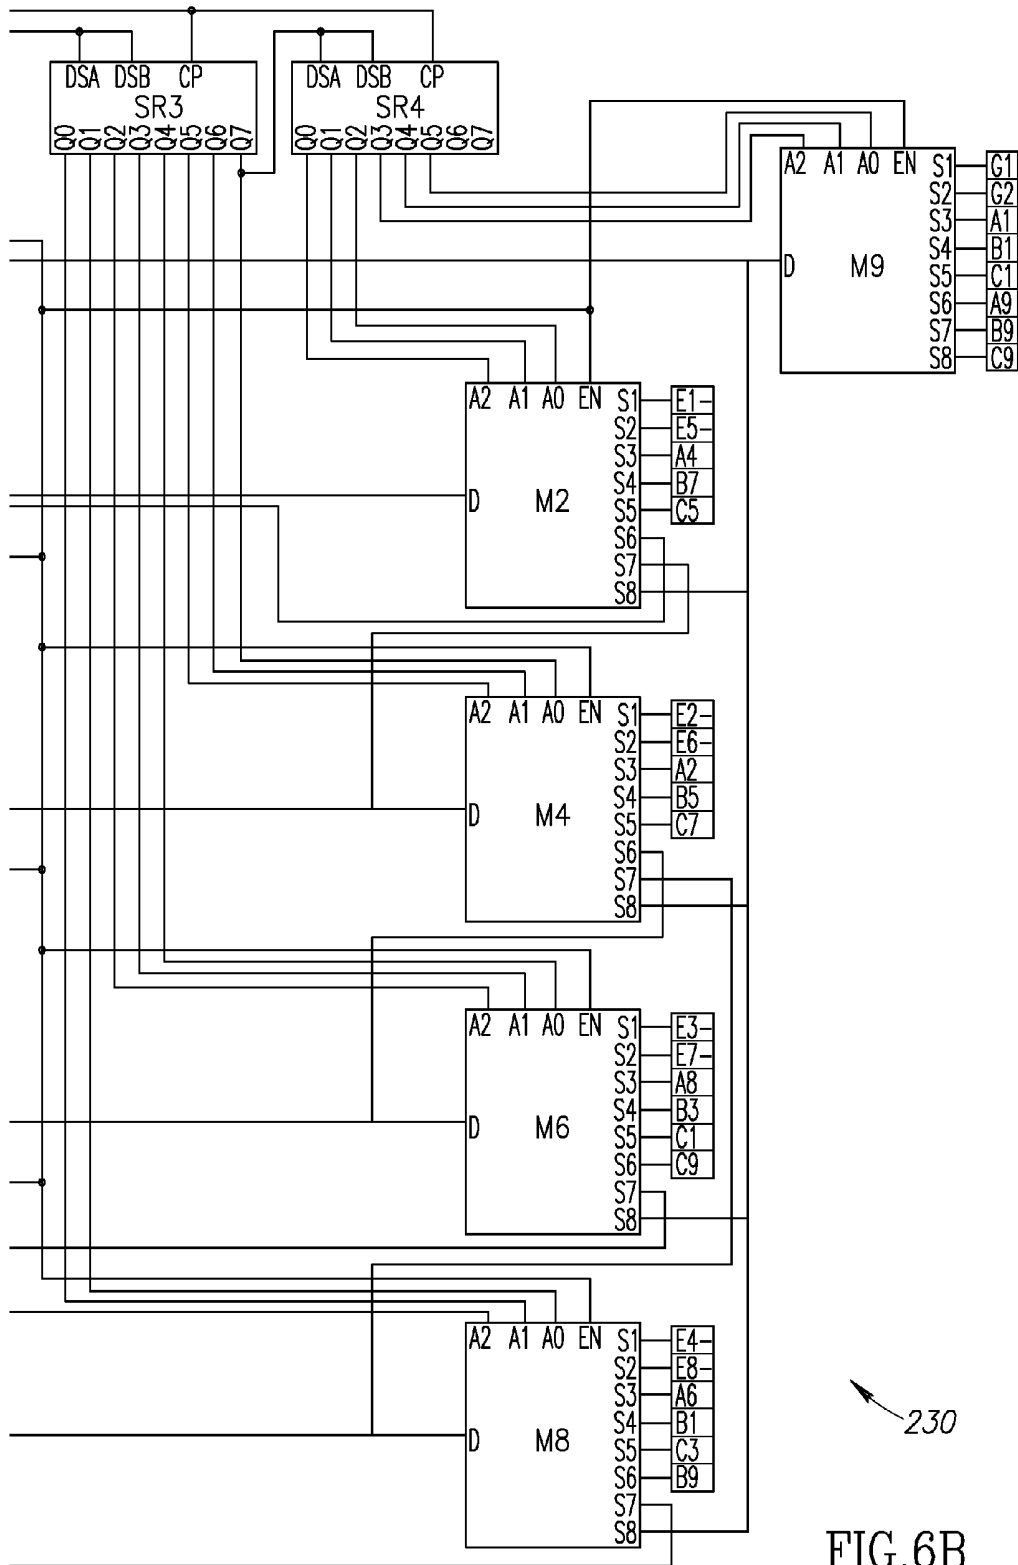 DSA DSB CP
SR3
Q0 Q1 Q2 Q3 Q4 Q5 Q6 Q7
DSA DSB CP
SR4
Q0 Q1 Q2 Q3 Q4 Q5 Q6 Q7
A2 A1 A0 EN
D M9
S1 G1
S2 G2
S3 A1
S4 B1
S5 C1
S6 A9
S7 B9
S8 C9
A2 A1 A0 EN
D M2
S1 E1-
S2 E5-
S3 A4
S4 B7
S5 C5
S6
S7
S8
A2 A1 A0 EN
D M4
S1 E2-
S2 E6-
S3 A2
S4 B5
S5 C7
S6
S7
S8
A2 A1 A0 EN
D M6
S1 E3-
S2 E7-
S3 A8
S4 B3
S5 C1
S6 C9
S7
S8
A2 A1 A0 EN
D M8
S1 E4-
S2 E8-
S3 A6
S4 B1
S5 C3
S6 B9
S7
S8
230
FIG.6B